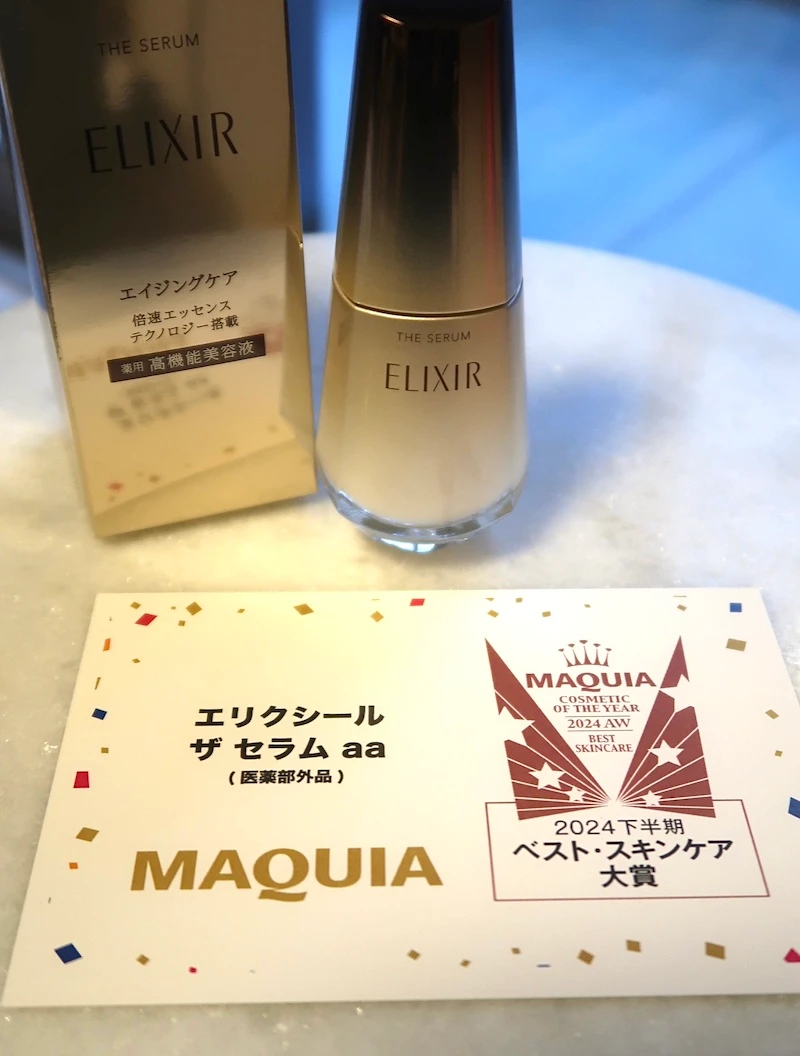 THE SERUM
ELIXIR
エイジングケア
倍速エッセンス
テクノロジー搭載
薬用 高機能美容液
THE SERUM
ELIXIR
エリクシール
ザ セラム aa
(医薬部外品)
MAQUIA
MAQUIA
COSMETIC
OF THE YEAR
2024 AW
BEST
SKINCARE
2024下半期
ベスト・スキンケア
大賞